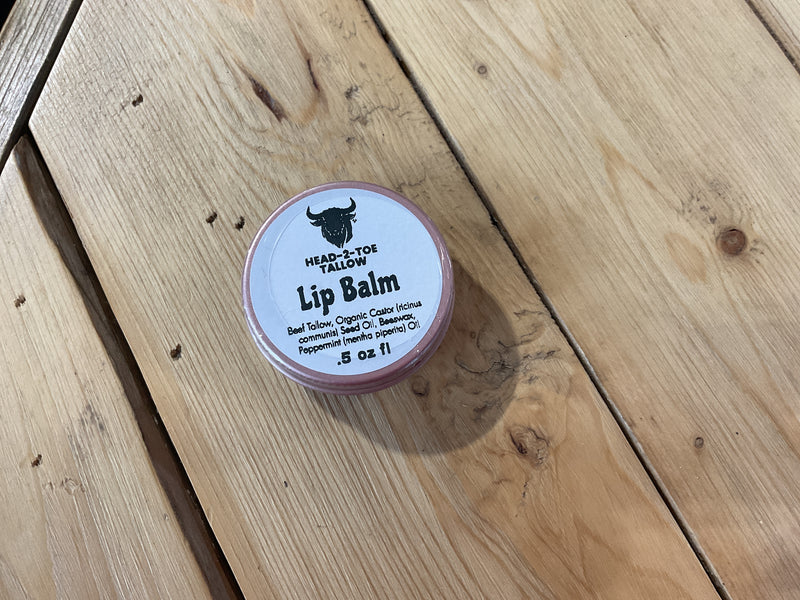 HEAD-2-TOE
TALLOW
Lip Balm
Beef Tallow, Organic Castor (ricinus
communis) Seed Oil, Beeswax,
Peppermint (mentha piperita) Oil
.5 oz fl